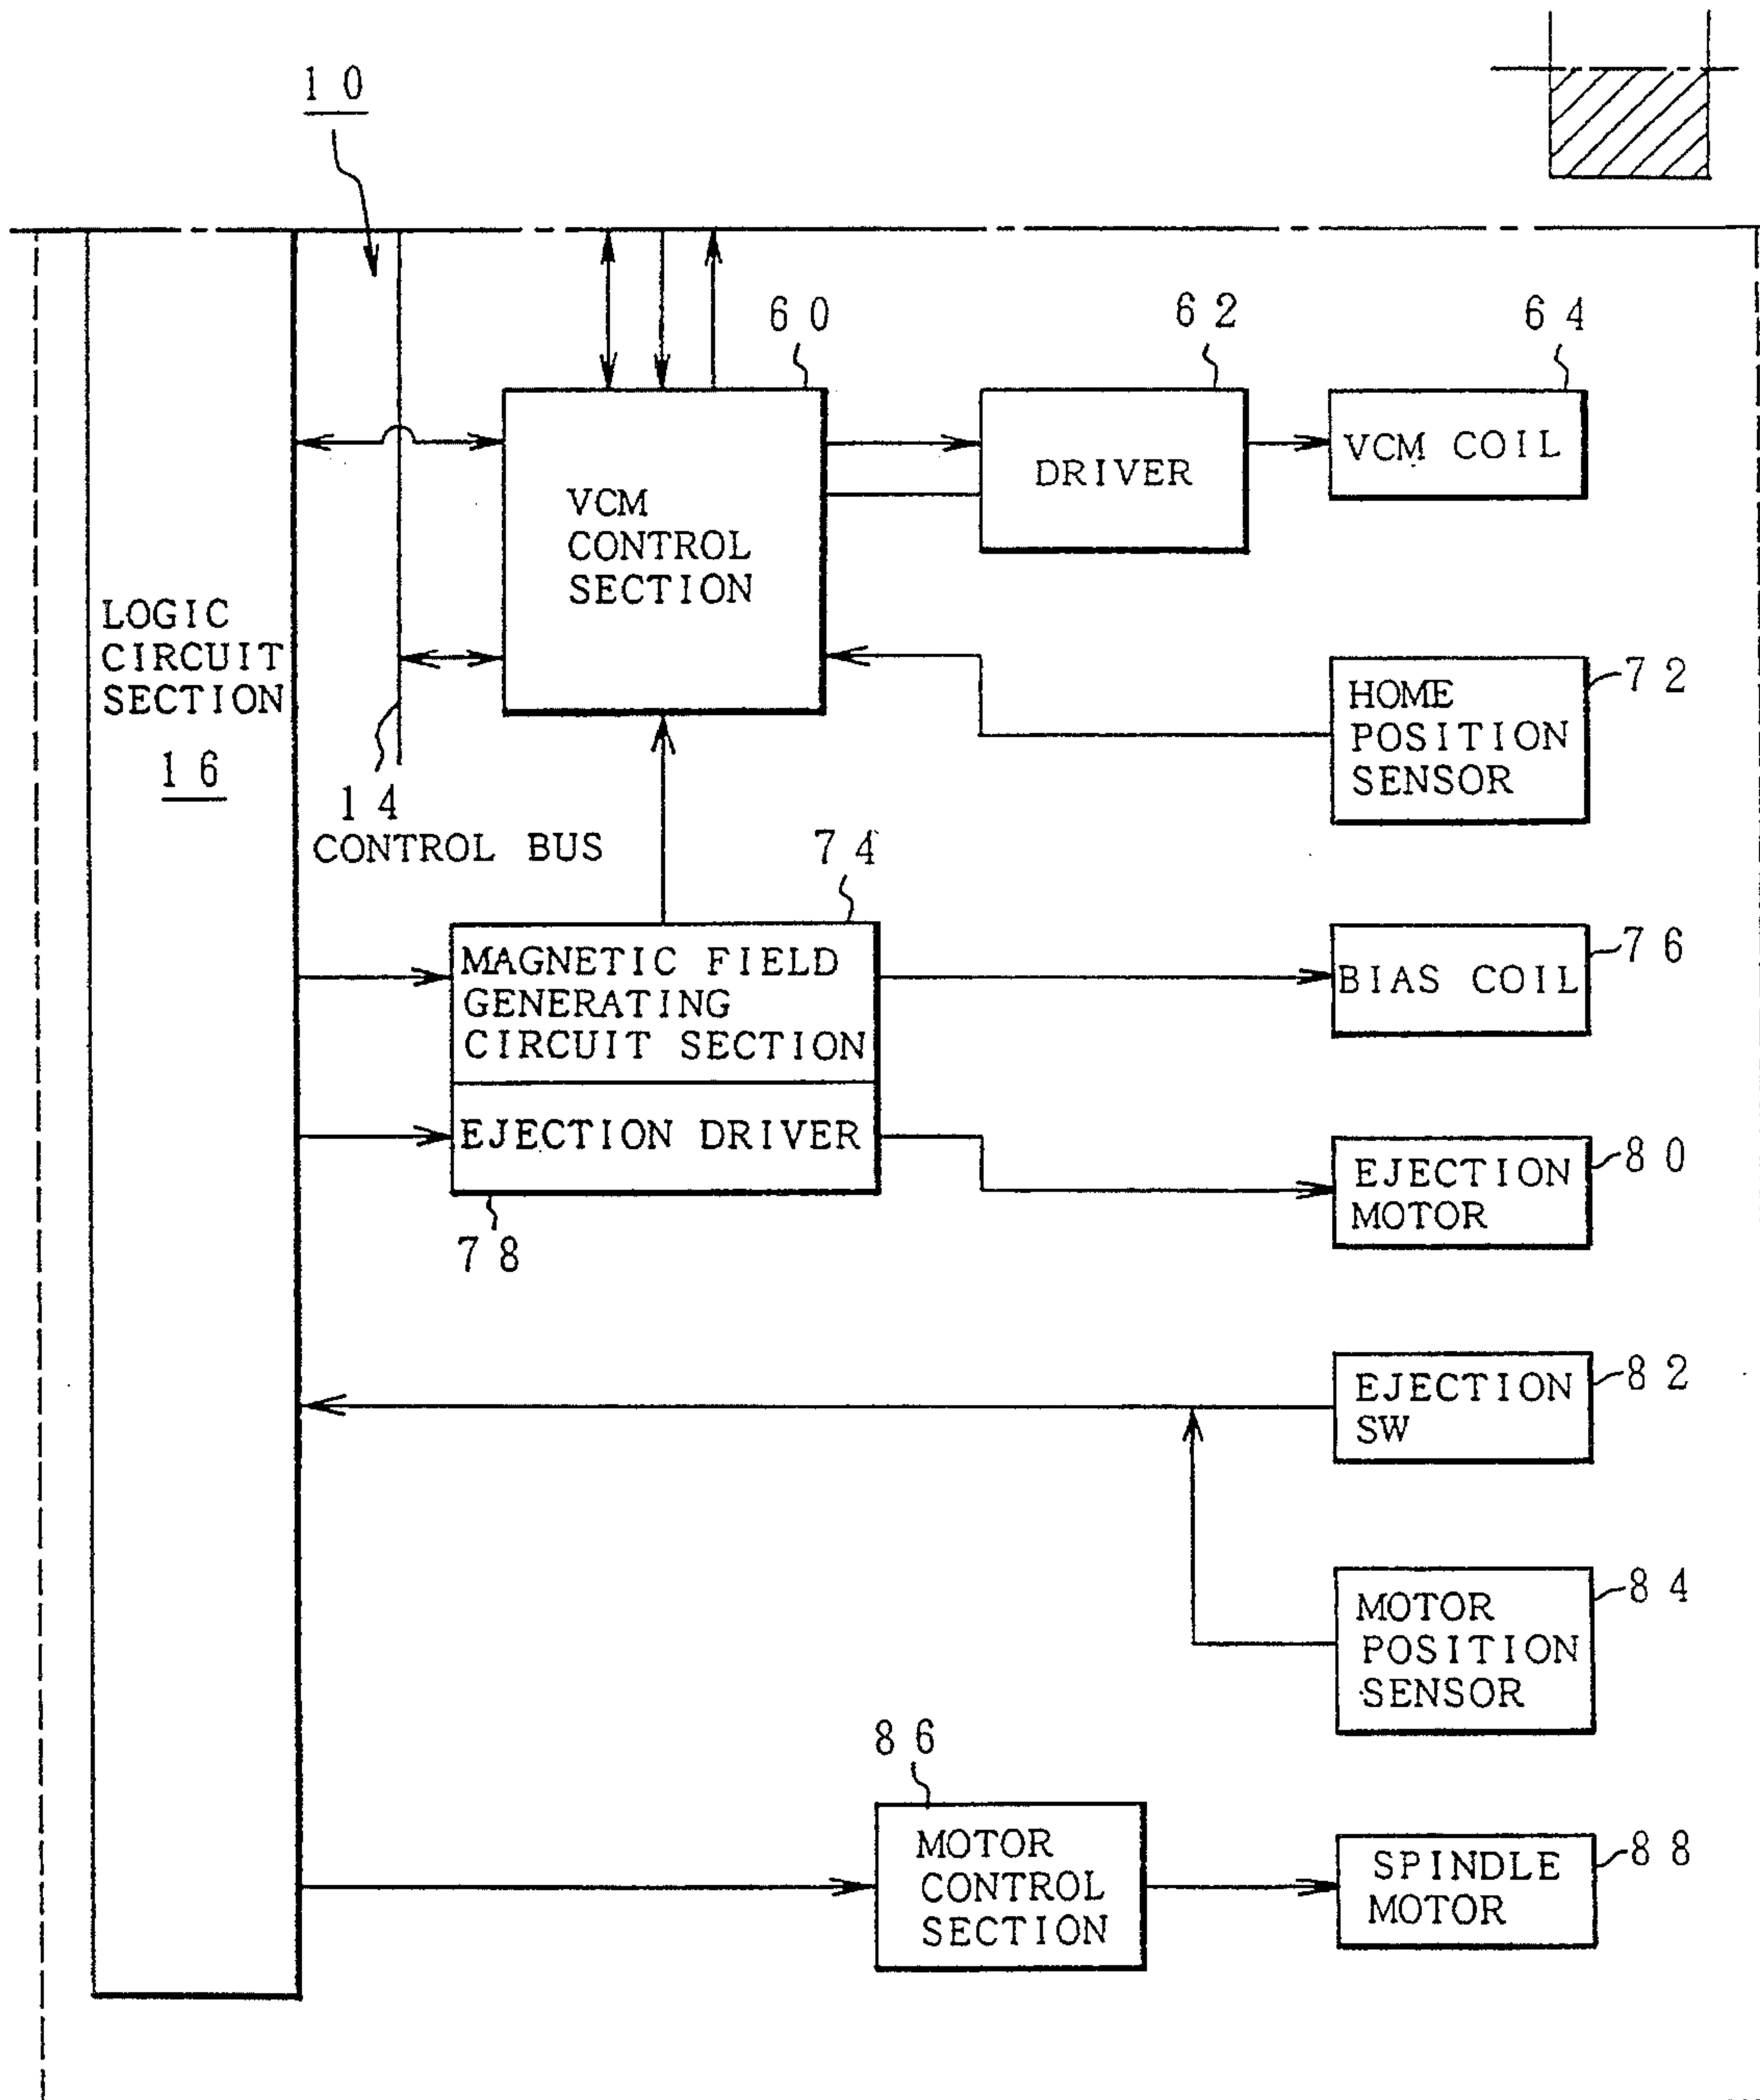 10
60
62
64
VCM COIL
DRIVER
VCM
CONTROL
SECTION
LOGIC
CIRCUIT
SECTION
16
72
HOME
POSITION
SENSOR
14
CONTROL BUS
74
MAGNETIC FIELD
GENERATING
CIRCUIT SECTION
76
BIAS COIL
EJECTION DRIVER
78
80
EJECTION
MOTOR
82
EJECTION
SW
84
MOTOR
POSITION
SENSOR
86
MOTOR
CONTROL
SECTION
88
SPINDLE
MOTOR